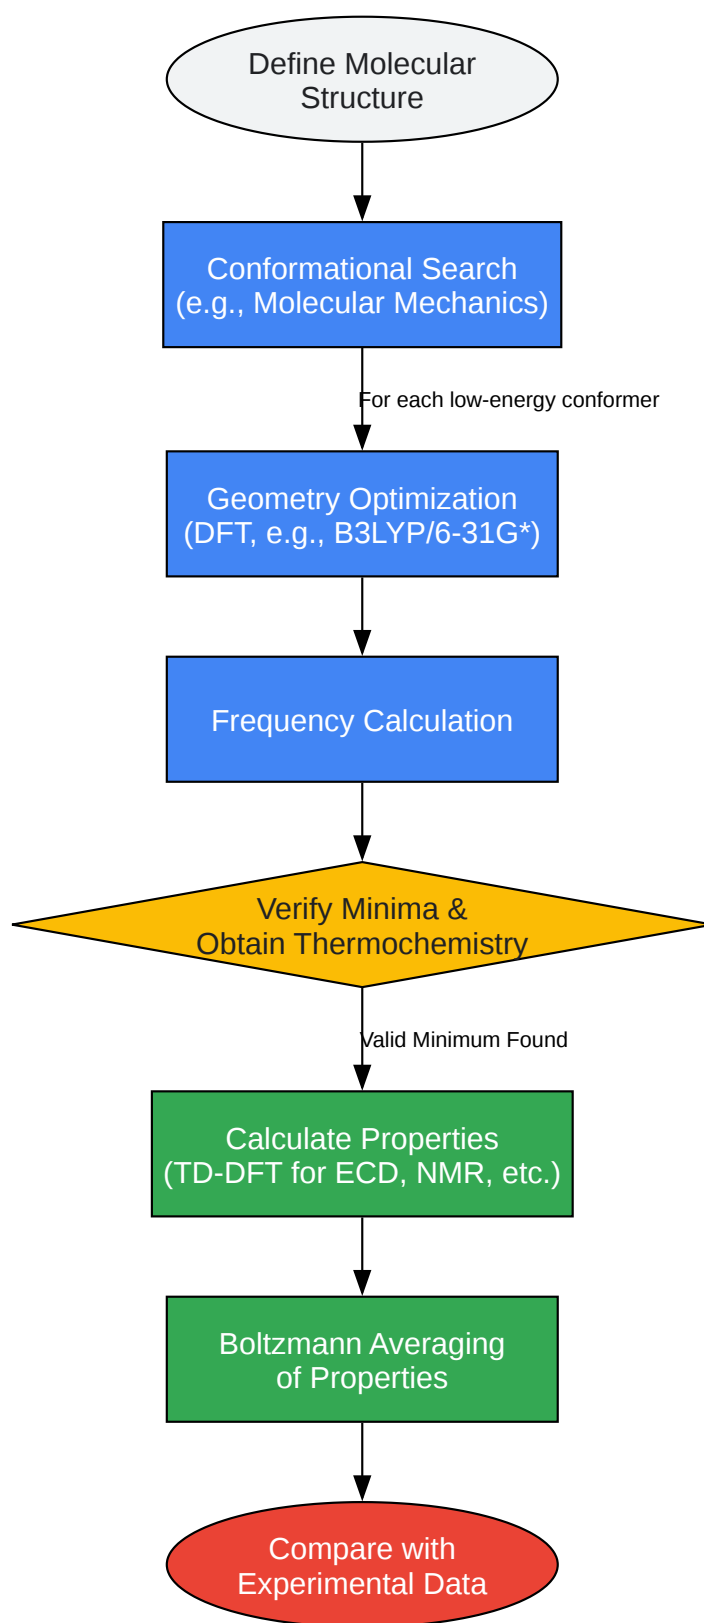 Define Molecular
Structure
Conformational Search
(e.g., Molecular Mechanics)
For each low-energy conformer
Geometry Optimization
(DFT, e.g., B3LYP/6-31G*)
Frequency Calculation
Verify Minima &
Obtain Thermochemistry
Valid Minimum Found
Calculate Properties
(TD-DFT for ECD, NMR, etc.)
Boltzmann Averaging
of Properties
Compare with
Experimental Data